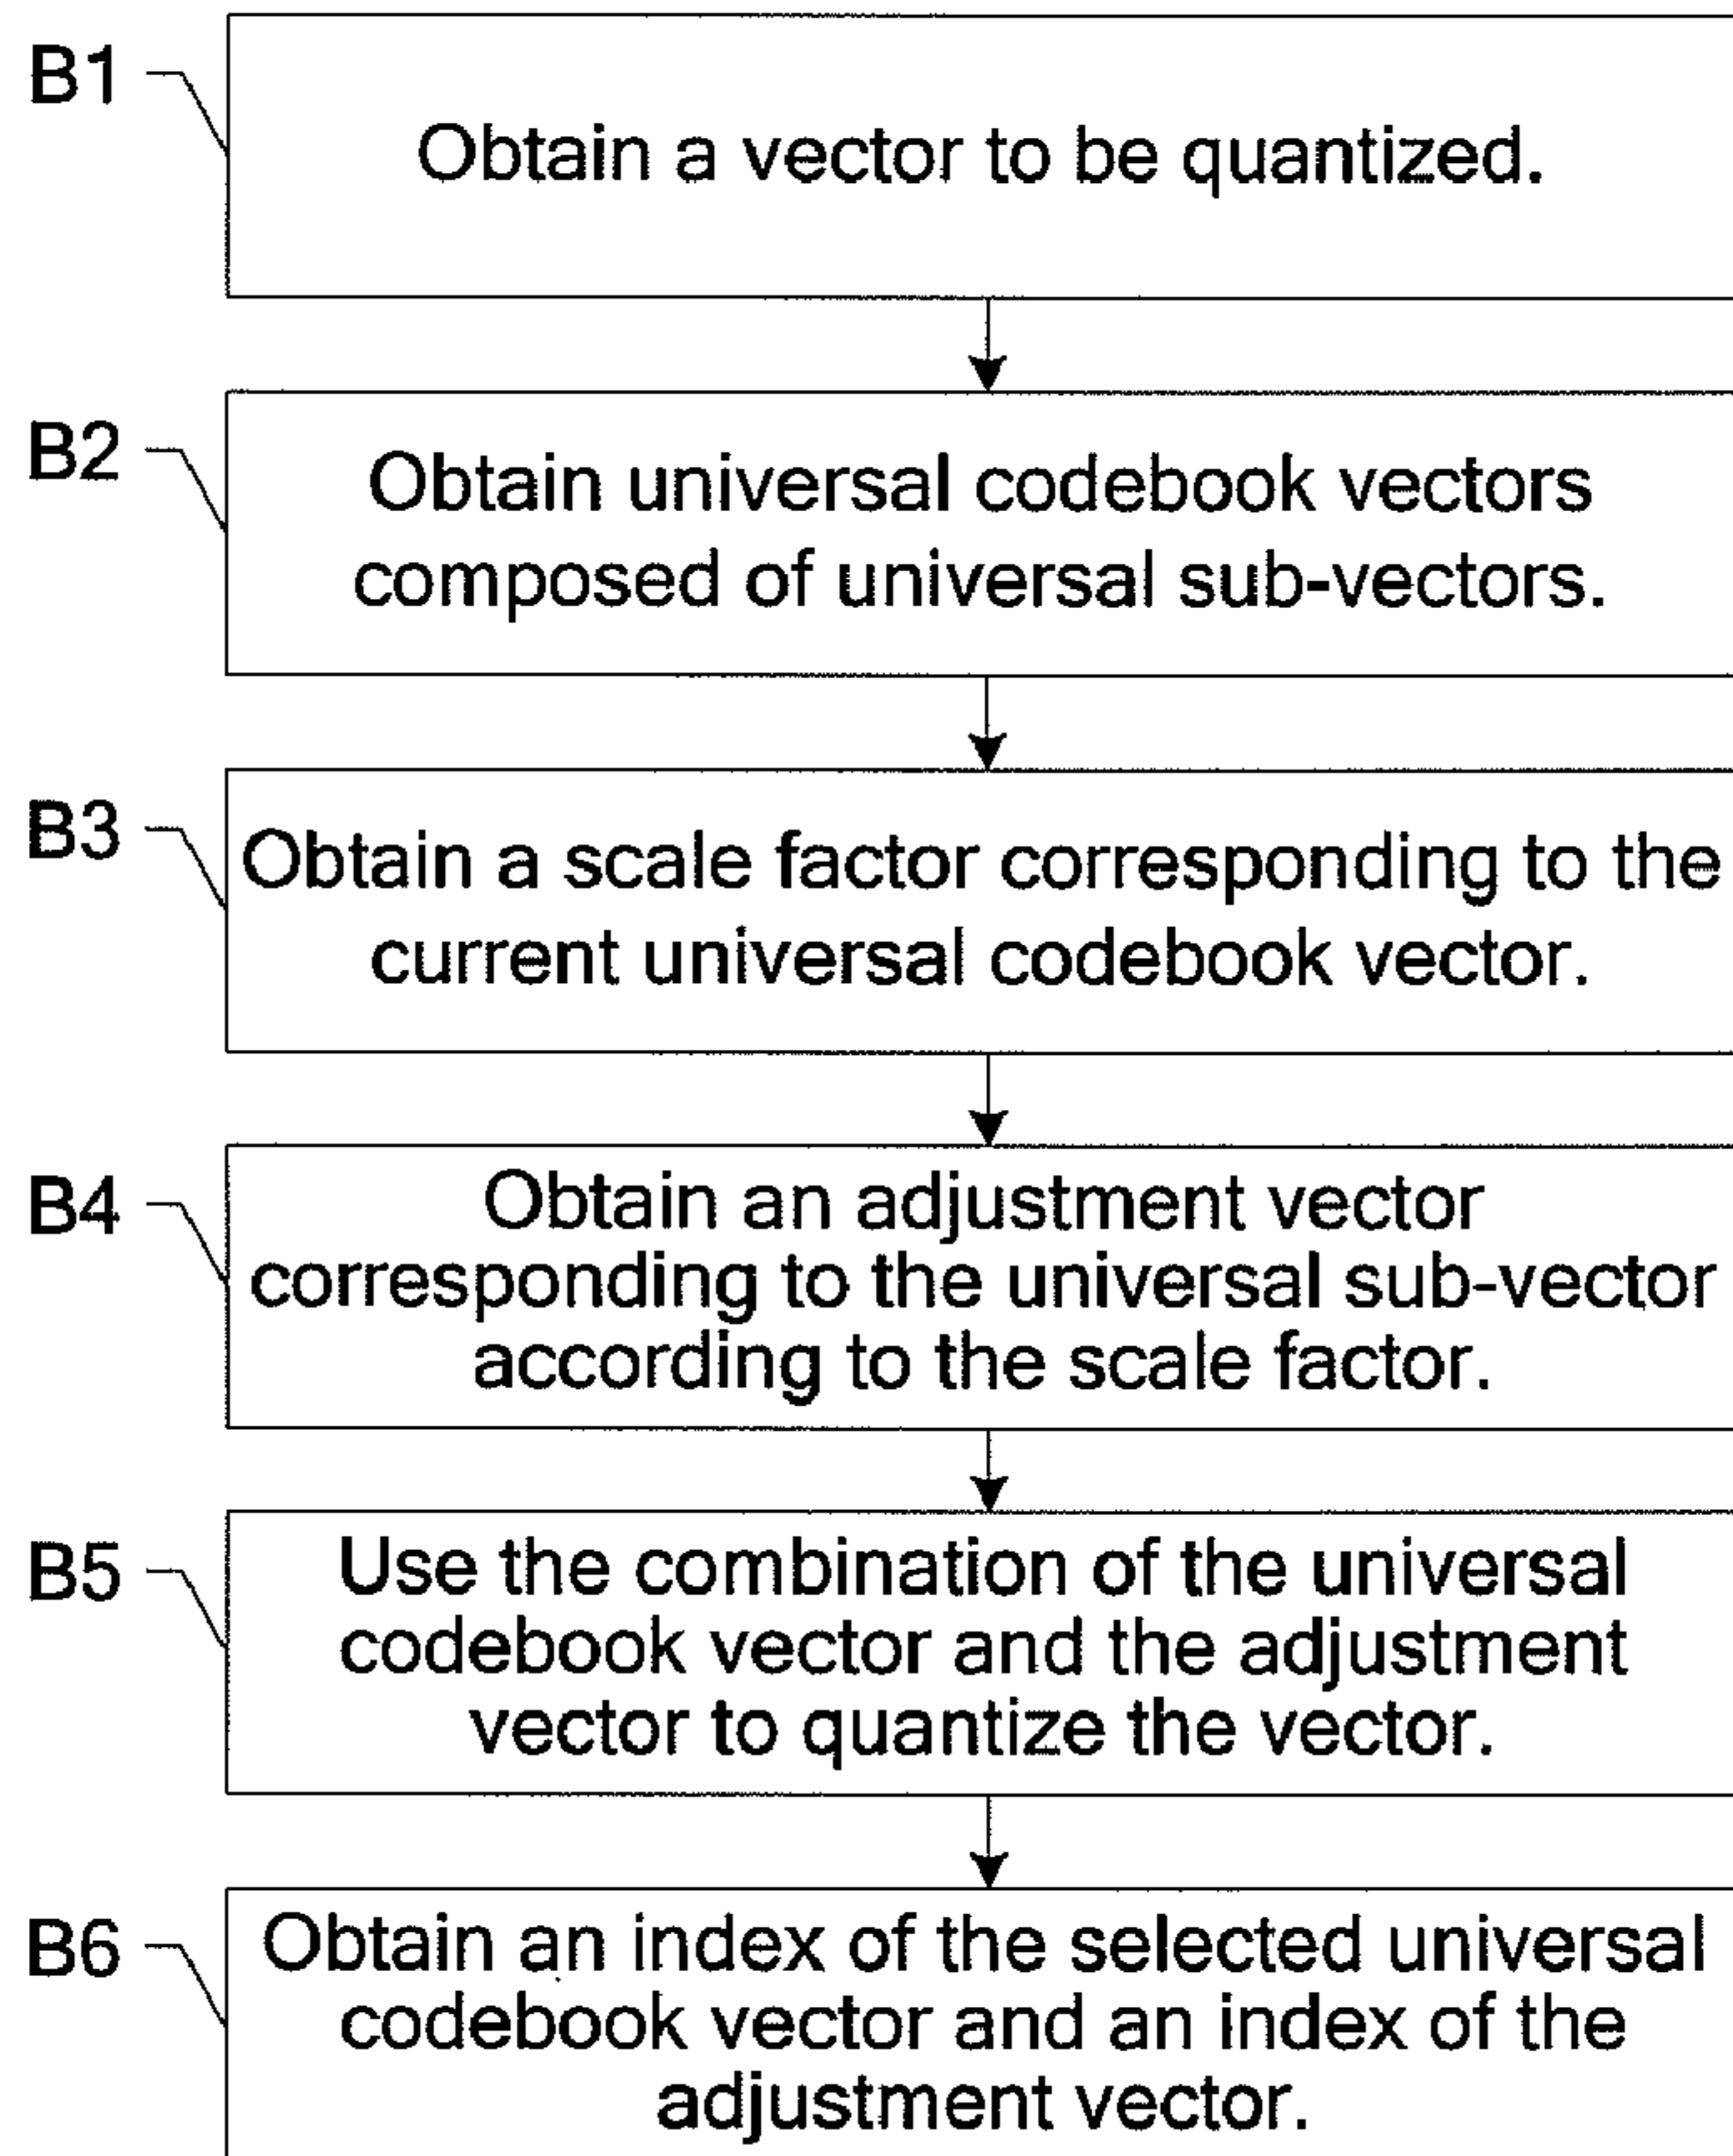 B1
Obtain a vector to be quantized.
B2
Obtain universal codebook vectors
composed of universal sub-vectors.
B3
Obtain a scale factor corresponding to the
current universal codebook vector.
B4
Obtain an adjustment vector
corresponding to the universal sub-vector
according to the scale factor.
B5
Use the combination of the universal
codebook vector and the adjustment
vector to quantize the vector.
B6
Obtain an index of the selected universal
codebook vector and an index of the
adjustment vector.